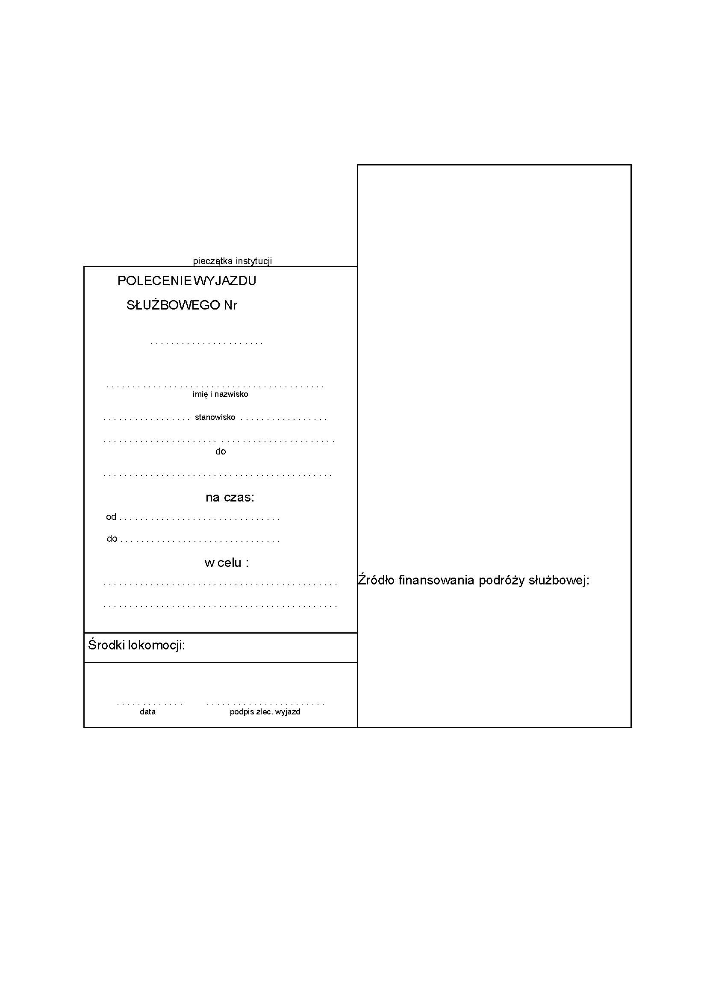 pieczątka instytucji
POLECENIE WYJAZDU
SŁUŻBOWEGO Nr
. . . . . . . . . . . . . . . . . . . . . .
. . . . . . . . . . . . . . . . . . . . . . . . . . . . . . . . . . . . . . . . . .
imię i nazwisko
. . . . . . . . . . . . . . . . . stanowisko . . . . . . . . . . . . . . . . .
. . . . . . . . . . . . . . . . . . . . . . . . . . . . . . . . . . . . . . . . . . . .
do
. . . . . . . . . . . . . . . . . . . . . . . . . . . . . . . . . . . . . . . . . . . .
na czas:
od . . . . . . . . . . . . . . . . . . . . . . . . . . . . . . .
do . . . . . . . . . . . . . . . . . . . . . . . . . . . . . . .
w celu :
. . . . . . . . . . . . . . . . . . . . . . . . . . . . . . . . . . . . . . . . . . . . .
. . . . . . . . . . . . . . . . . . . . . . . . . . . . . . . . . . . . . . . . . . . . .
Środki lokomocji:
. . . . . . . . . . . . . . . . . . . . . . . . . . . . . . . . . . . .
data podpis zlec. wyjazd
Źródło finansowania podróży służbowej: